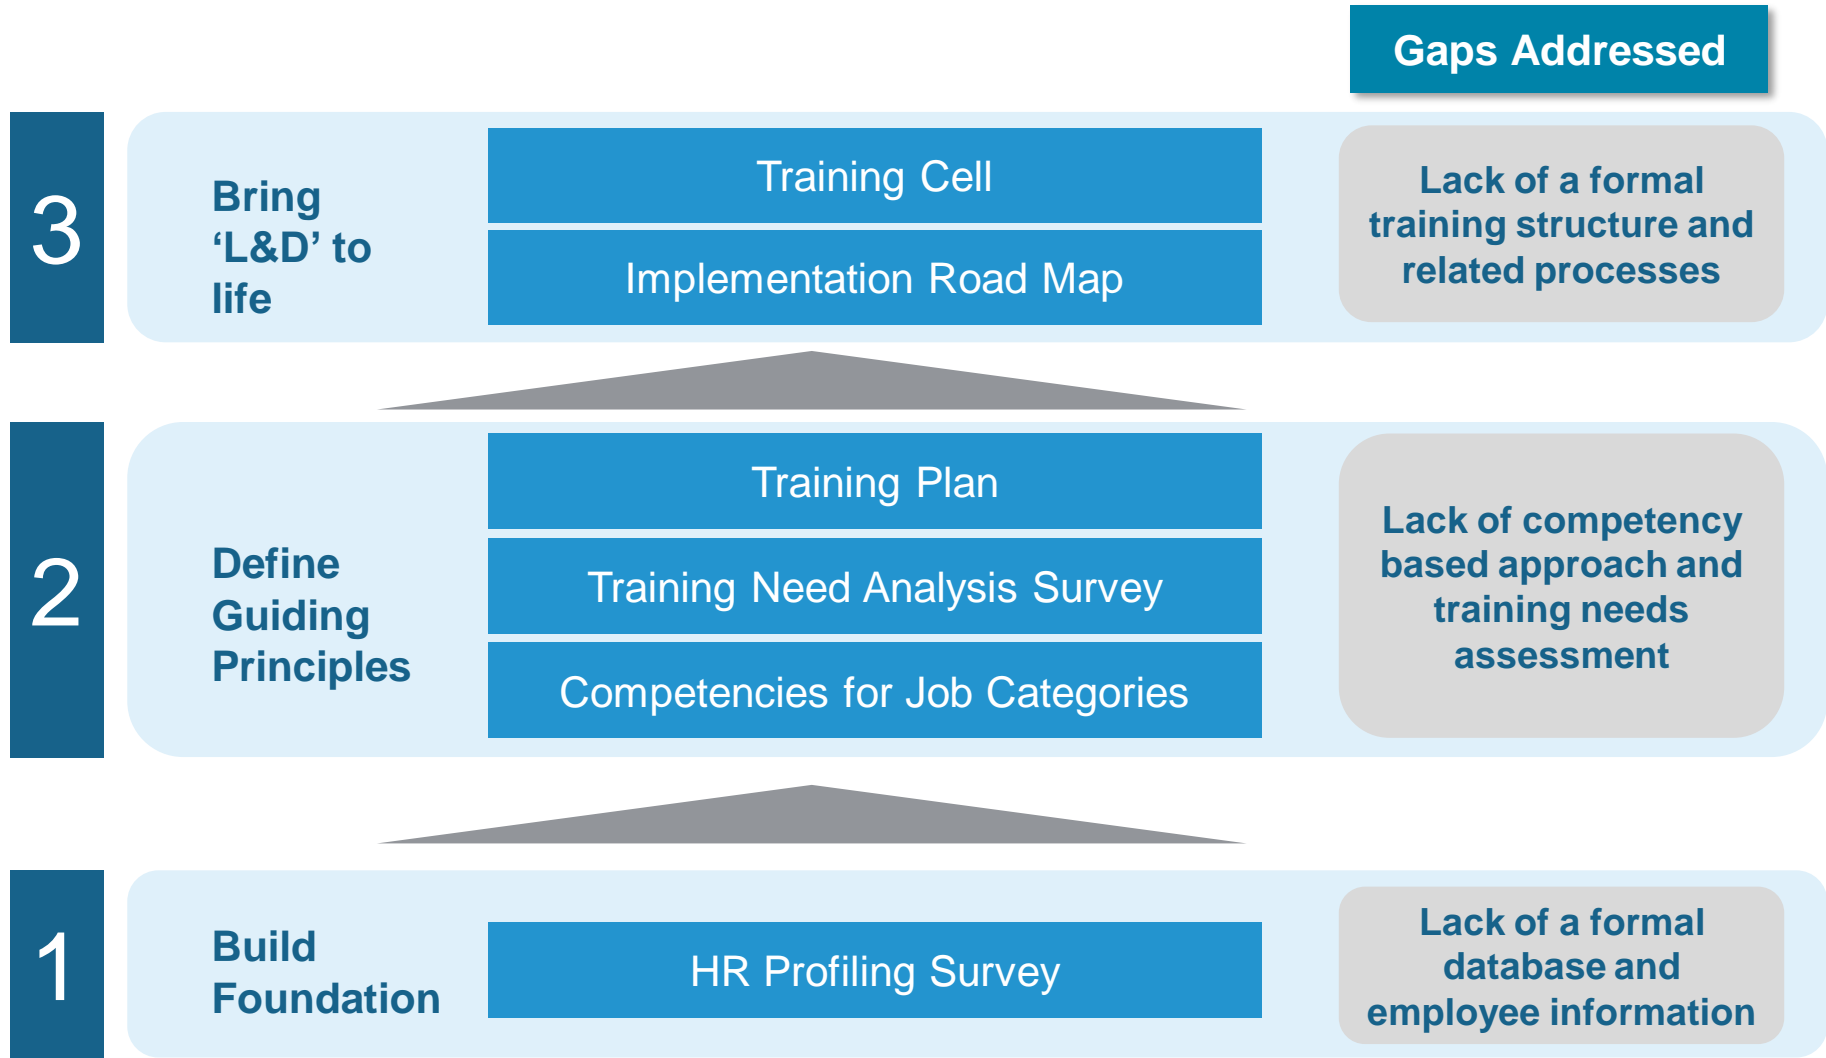 Gaps Addressed
3
Bring
‘L&D’ to
life
Training Cell
Implementation Road Map
Lack of a formal
training structure and
related processes
2
Define
Guiding
Principles
Training Plan
Training Need Analysis Survey
Competencies for Job Categories
Lack of competency
based approach and
training needs
assessment
1
Build
Foundation
HR Profiling Survey
Lack of a formal
database and
employee information